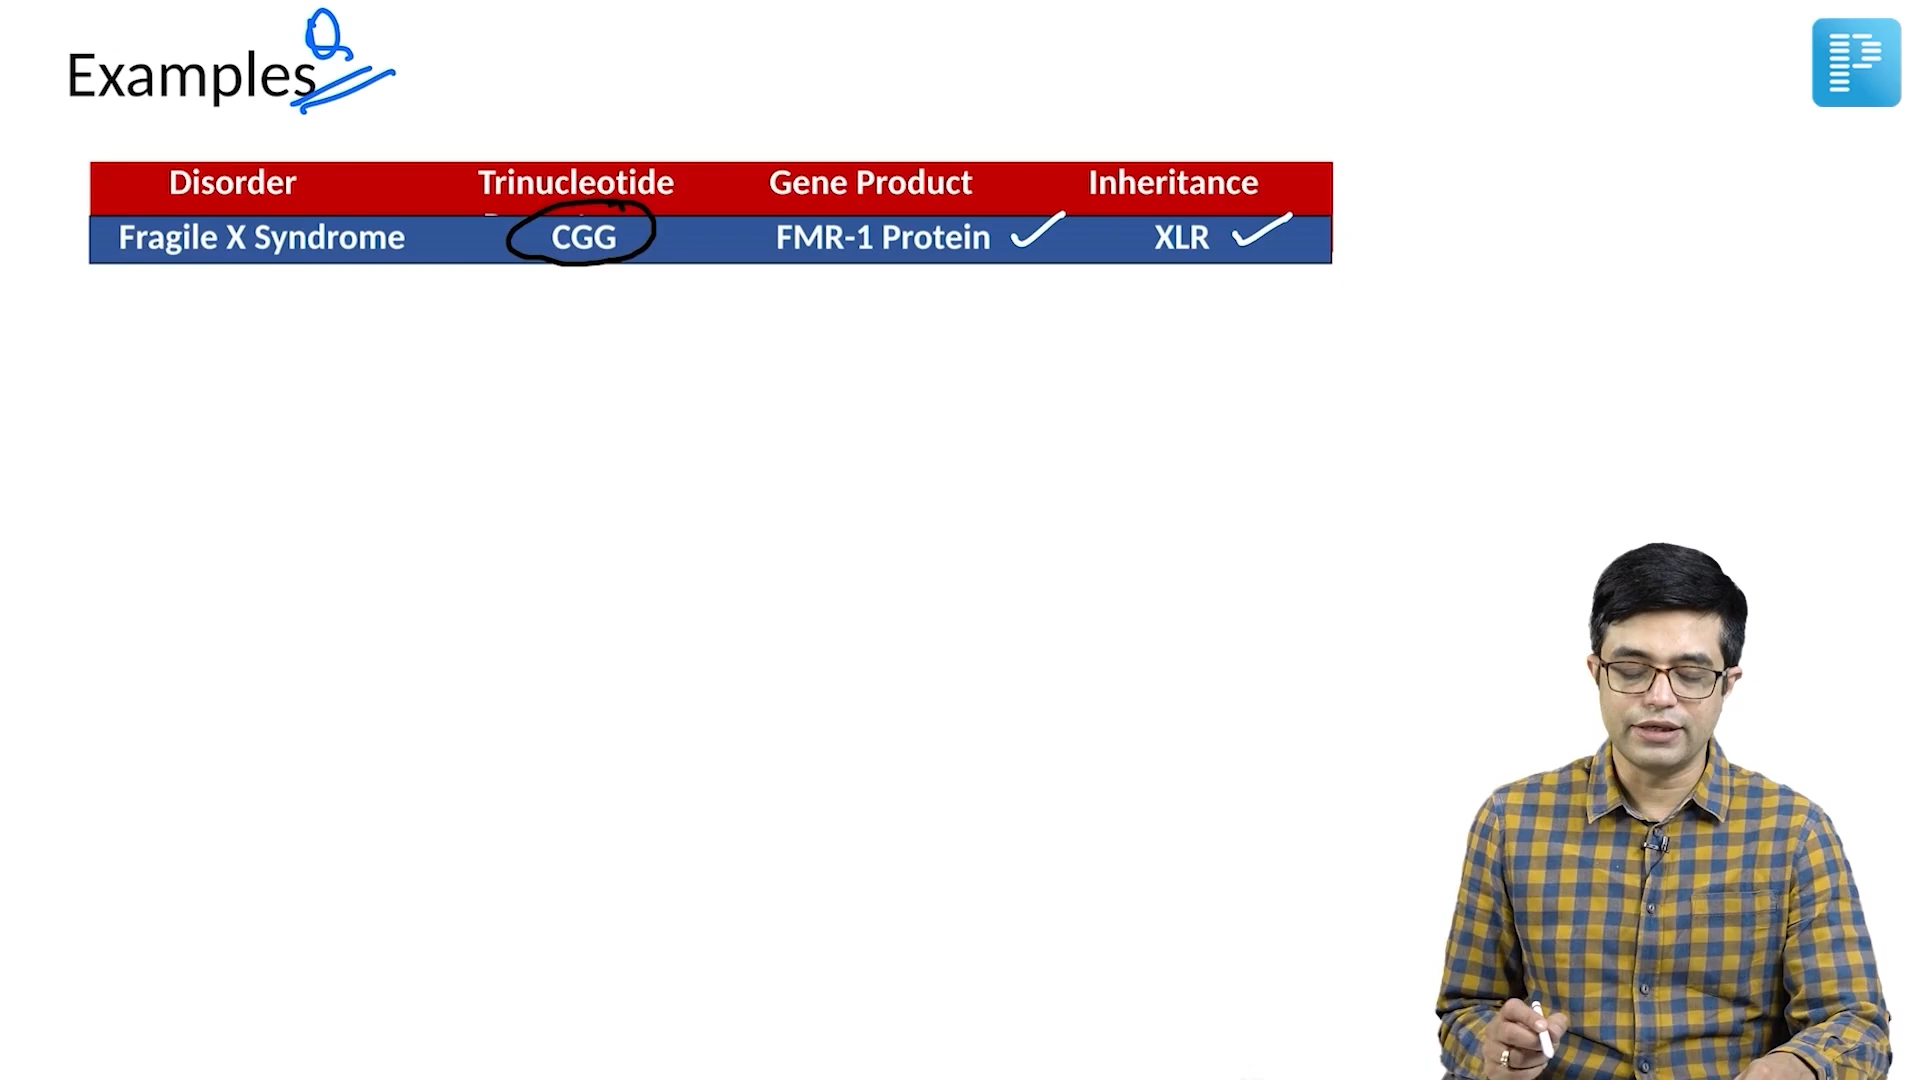 Examples Q
Disorder Trinucleotide Gene Product Inheritance
Fragile X Syndrome CGG FMR-1 Protein XLR